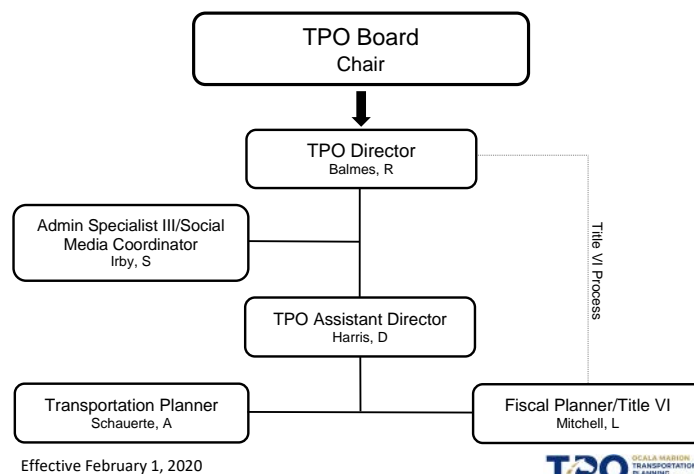 TPO Board
Chair
TPO Director
Balmes, R
Admin Specialist III/Social
Media Coordinator
Irby, S
Title VI Process
TPO Assistant Director
Harris, D
Transportation Planner
Schauerte, A
Fiscal Planner/Title VI
Mitchell, L
Effective February 1, 2020
TPO
OCALA MARION
TRANSPORTATION
PLANNING